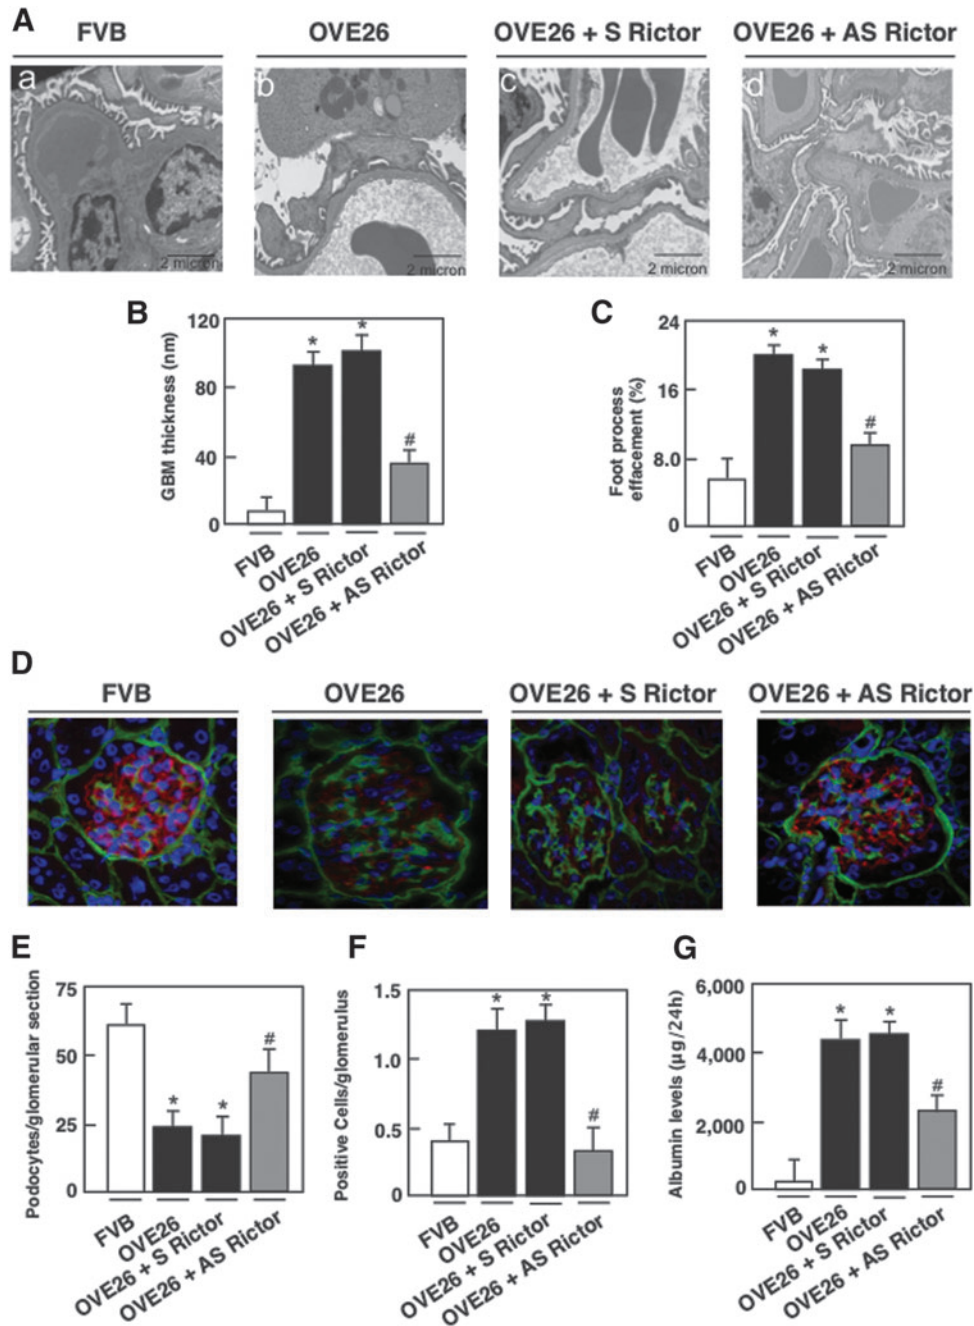 A
FVB
OVE26
OVE26 + S Rictor
OVE26 + AS Rictor
a
b
c
d
2 micron
2 micron
2 micron
2 micron
B
GBM thickness (nm)
120
80
40
0
*
*
#
FVB
OVE26
OVE26 + S Rictor
OVE26 + AS Rictor
C
Foot process
effacement (%)
24
16
8.0
0
*
*
#
FVB
OVE26
OVE26 + S Rictor
OVE26 + AS Rictor
D
FVB
OVE26
OVE26 + S Rictor
OVE26 + AS Rictor
E
Podocytes/glomerular section
75
50
25
0
*
*
#
FVB
OVE26
OVE26 + S Rictor
OVE26 + AS Rictor
F
Positive Cells/glomerulus
1.5
1.0
0.5
0
*
*
#
FVB
OVE26
OVE26 + S Rictor
OVE26 + AS Rictor
G
Albumin levels (µg/24h)
6,000
4,000
2,000
0
*
*
#
FVB
OVE26
OVE26 + S Rictor
OVE26 + AS Rictor